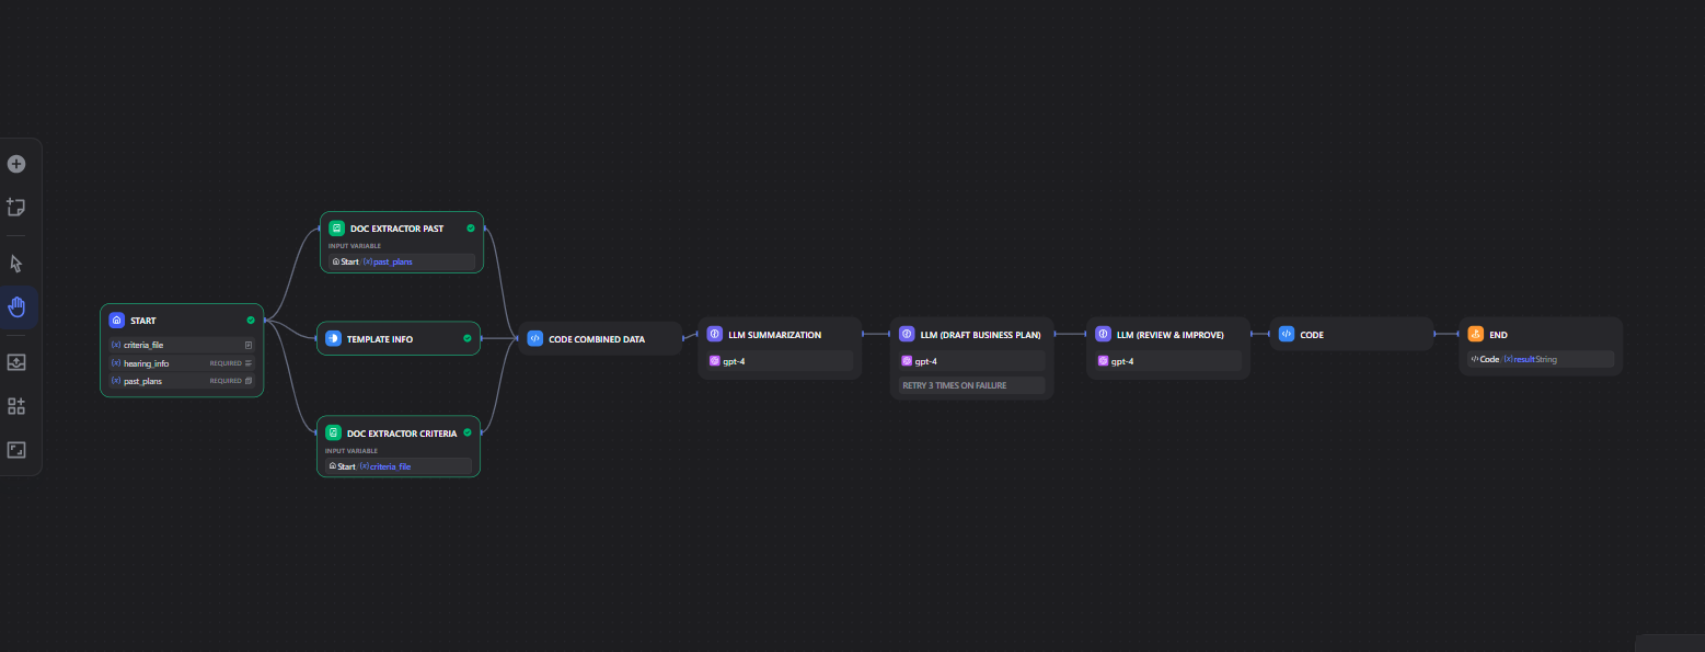 START
{x} criteria_file
{x} hearing_info REQUIRED
{x} past_plans REQUIRED
DOC EXTRACTOR PAST
INPUT VARIABLE
Start / {x} past_plans
TEMPLATE INFO
DOC EXTRACTOR CRITERIA
INPUT VARIABLE
Start / {x} criteria_file
CODE COMBINED DATA
LLM SUMMARIZATION
gpt-4
LLM (DRAFT BUSINESS PLAN)
gpt-4
RETRY 3 TIMES ON FAILURE
LLM (REVIEW & IMPROVE)
gpt-4
CODE
END
Code / {x} result String